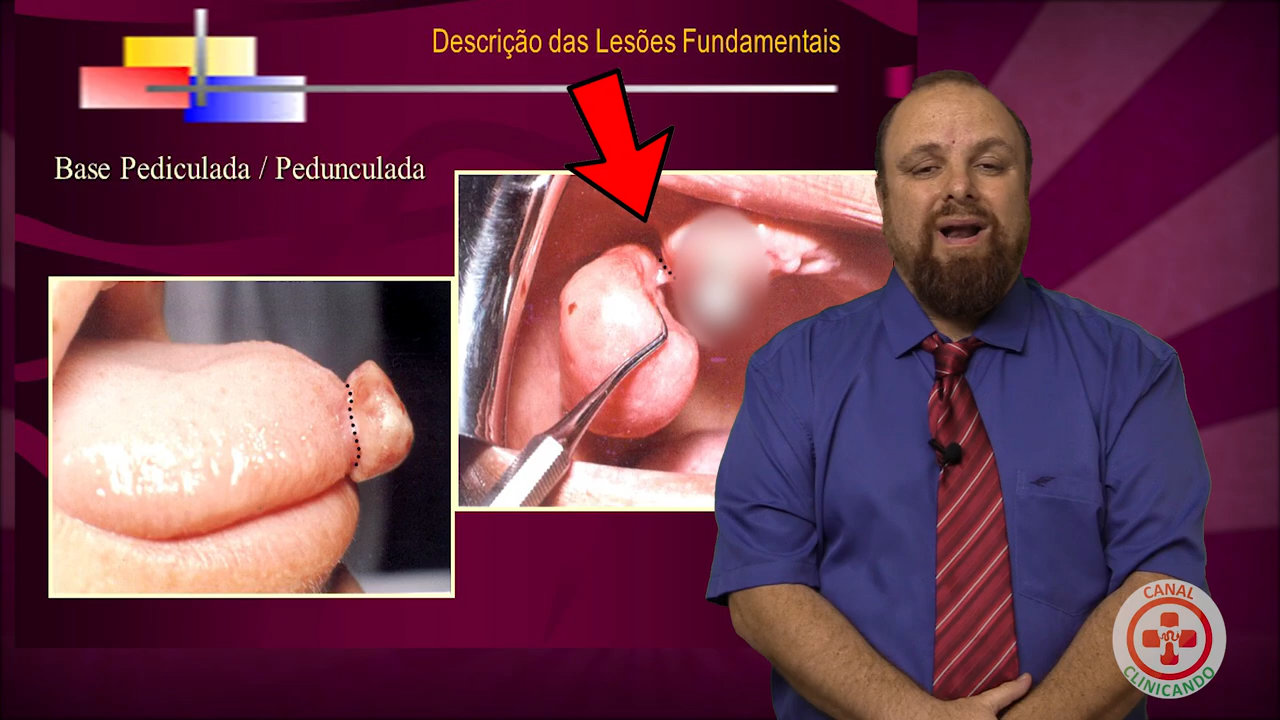 Descrição das Lesões Fundamentais
Base Pediculada / Pedunculada
CANAL
CLINICANDO